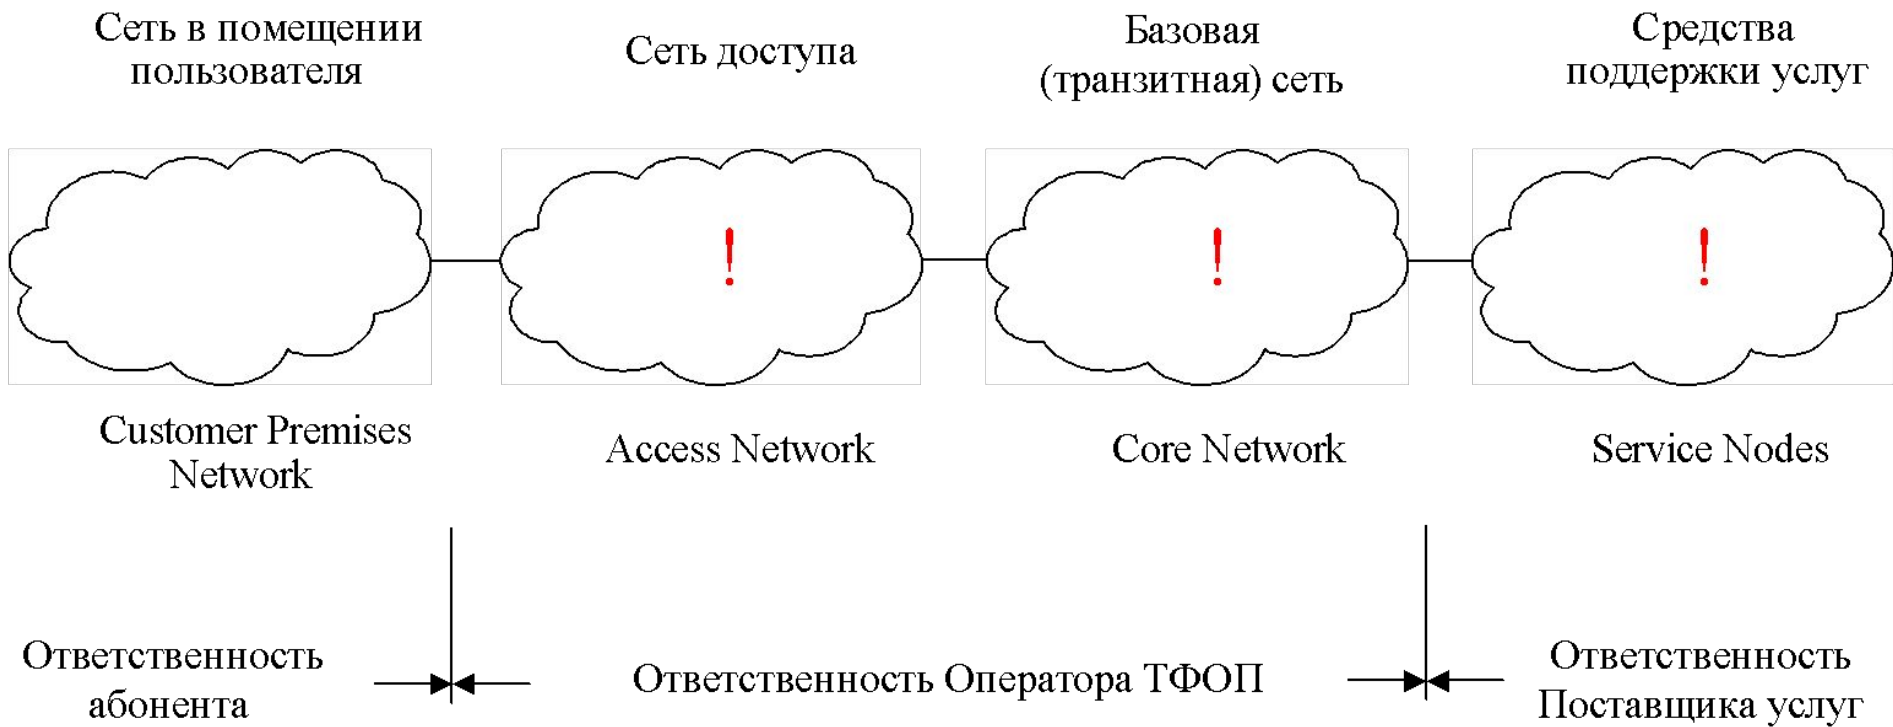 Сеть в помещении
пользователя
Сеть доступа
Базовая
(транзитная) сеть
Средства
поддержки услуг
!
!
!
Customer Premises
Network
Access Network
Core Network
Service Nodes
Ответственность
абонента
Ответственность Оператора ТФОП
Ответственность
Поставщика услуг